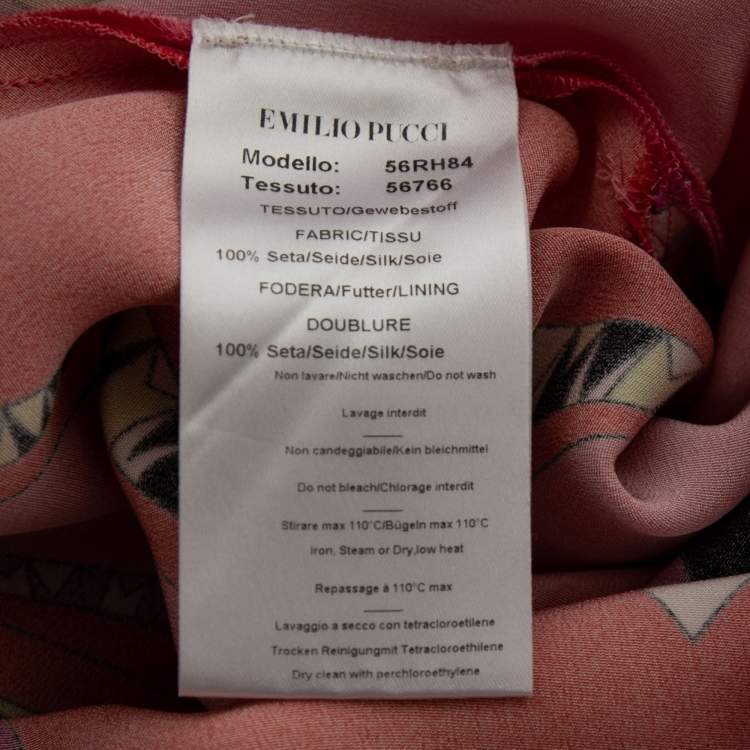 EMILIO PUCCI
Modello: 56RH84
Tessuto: 56766
TESSUTO/Gewebestoff
FABRIC/TISSU
100% Seta/Seide/Silk/Soie
FODERA/Futter/LINING
DOUBLURE
100% Seta/Seide/Silk/Soie
Non lavare/Nicht waschen/Do not wash
Lavage interdit
Non candeggiabile/Kein bleichmittel
Do not bleach/Chlorage interdit
Stirare max 110°C/Bügeln max 110°C
Iron, Steam or Dry,low heat
Repassage à 110°C max
Lavaggio a secco con tetracloroetilene
Trocken Reinigungmit Tetracloroethilene
Dry clean with perchloroethylene